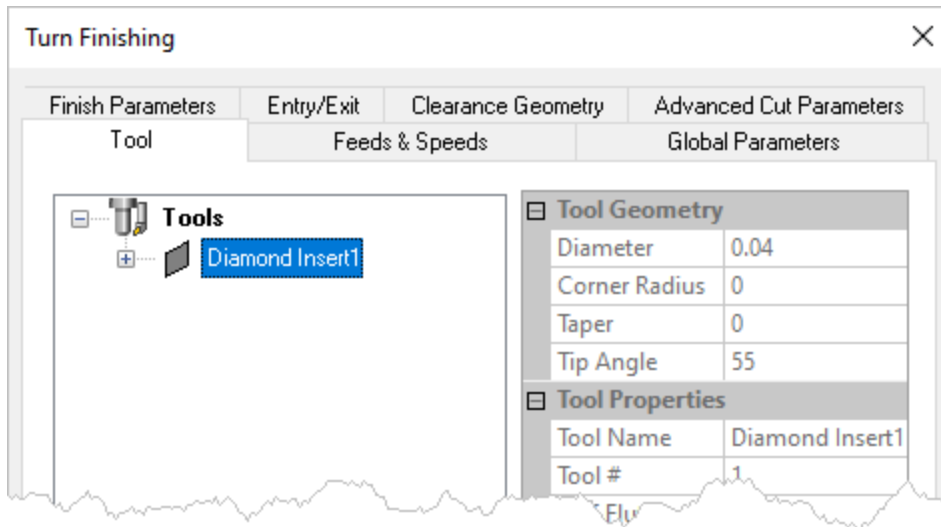 Turn Finishing
Finish Parameters Entry/Exit Clearance Geometry Advanced Cut Parameters
Tool Feeds & Speeds Global Parameters
Tools
Diamond Insert1
Tool Geometry
Diameter 0.04
Corner Radius 0
Taper 0
Tip Angle 55
Tool Properties
Tool Name Diamond Insert1
Tool # 1